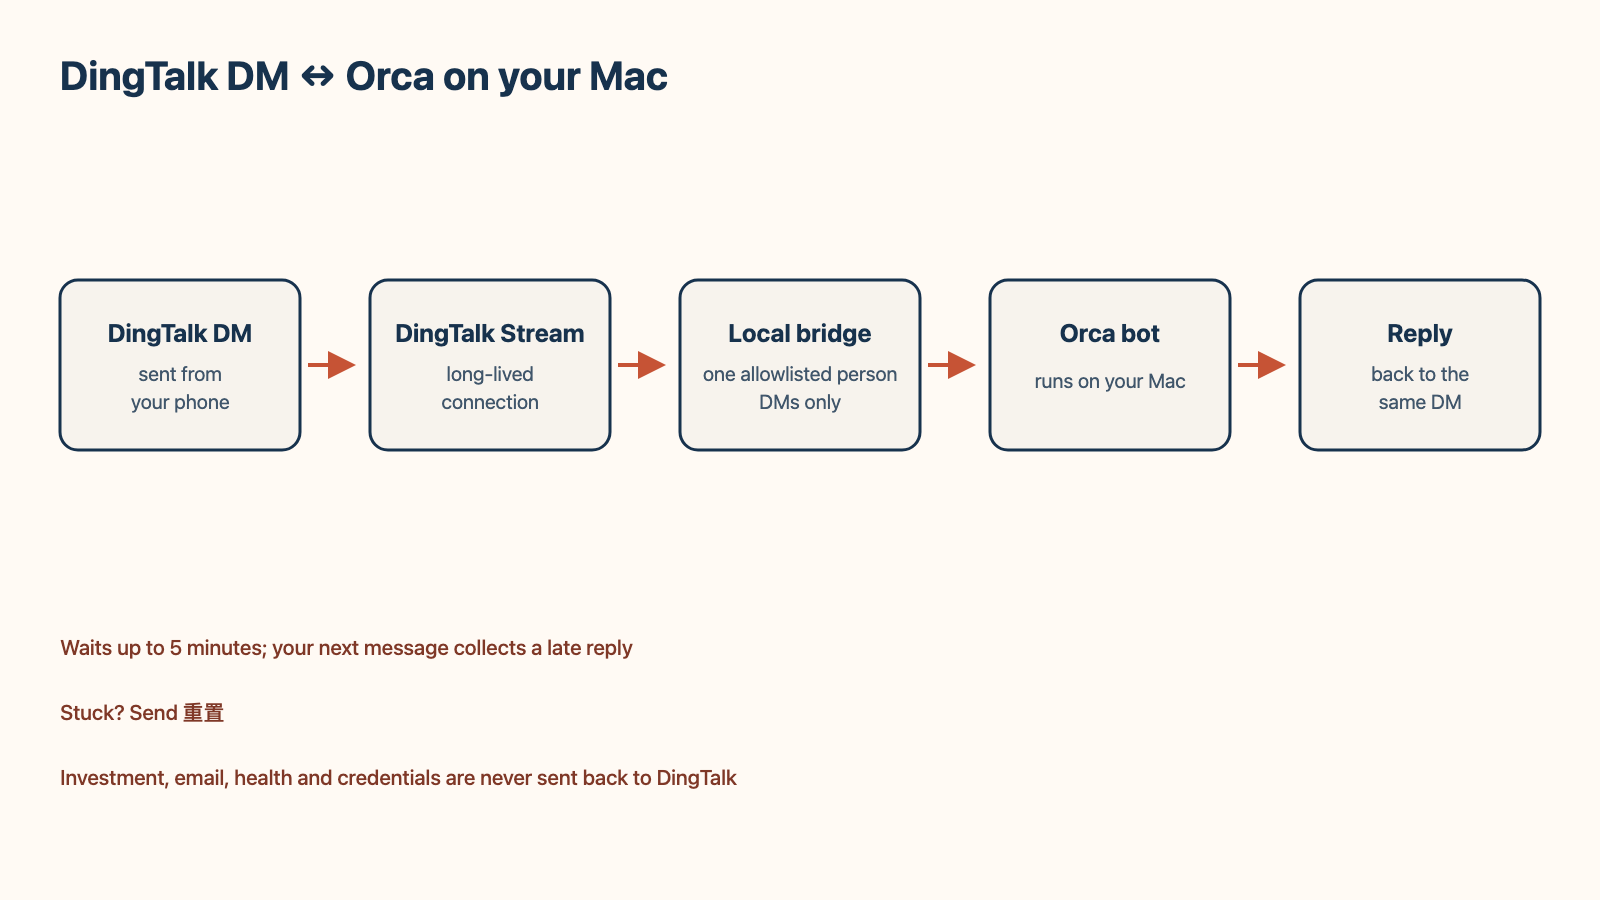 DingTalk DM ↔ Orca on your Mac
DingTalk DM
sent from
your phone
DingTalk Stream
long-lived
connection
Local bridge
one allowlisted person
DMs only
Orca bot
runs on your Mac
Reply
back to the
same DM
Waits up to 5 minutes; your next message collects a late reply
Stuck? Send 重置
Investment, email, health and credentials are never sent back to DingTalk